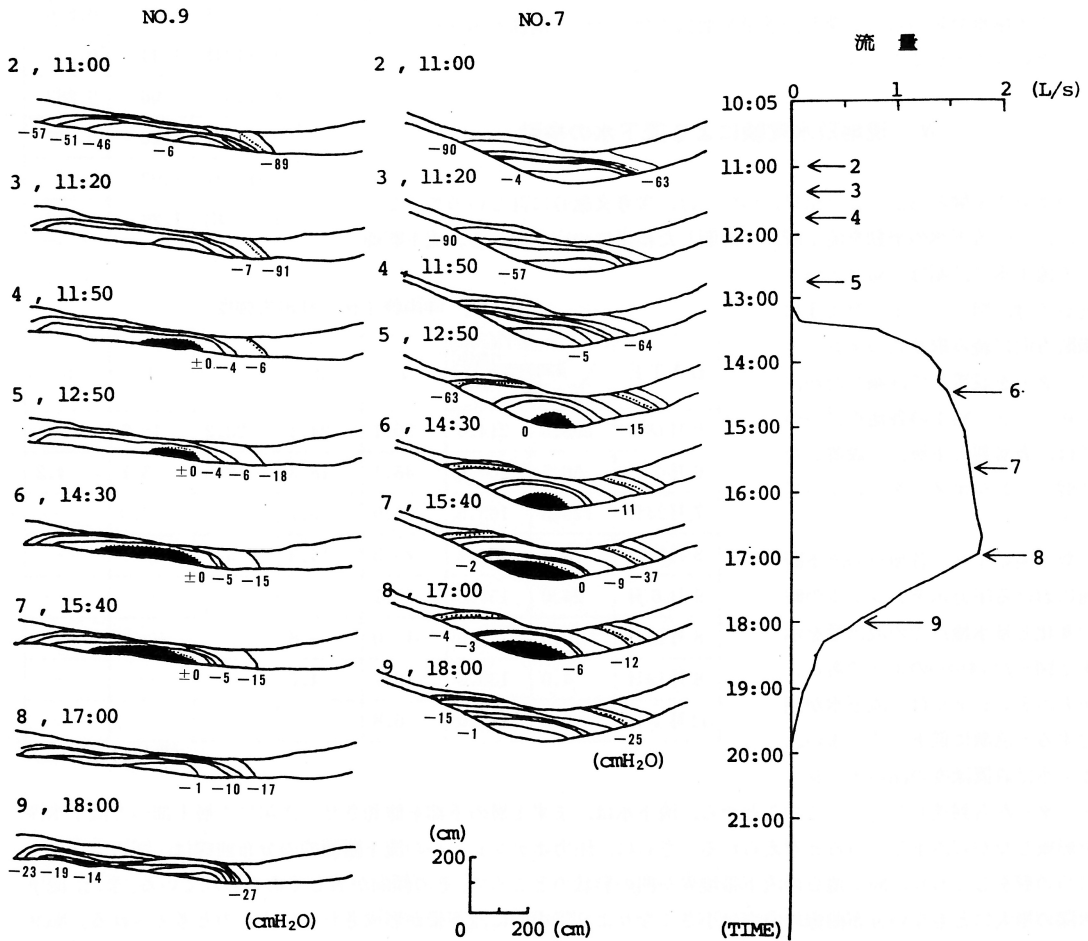 NO.9
2 , 11:00
-57 -51 -46 -6 -89
3 , 11:20
-7 -91
4 , 11:50
±0 -4 -6
5 , 12:50
±0 -4 -6 -18
6 , 14:30
±0 -5 -15
7 , 15:40
±0 -5 -15
8 , 17:00
-1 -10 -17
9 , 18:00
-23 -19 -14 -27
(cmH₂O)
NO.7
2 , 11:00
-90 -4 -63
3 , 11:20
-90 -57
4 , 11:50
-5 -64
5 , 12:50
-63 0 -15
6 , 14:30
-11
7 , 15:40
-2 0 -9 -37
8 , 17:00
-4 -3 -6 -12
9 , 18:00
-15 -1 -25
(cmH₂O)
(cm)
200
0 200 (cm)
流 量
0 1 2 (L/s)
10:05
11:00 2
3
4
12:00
5
13:00
14:00
6
15:00
7
16:00
17:00 8
18:00 9
19:00
20:00
21:00
(TIME)